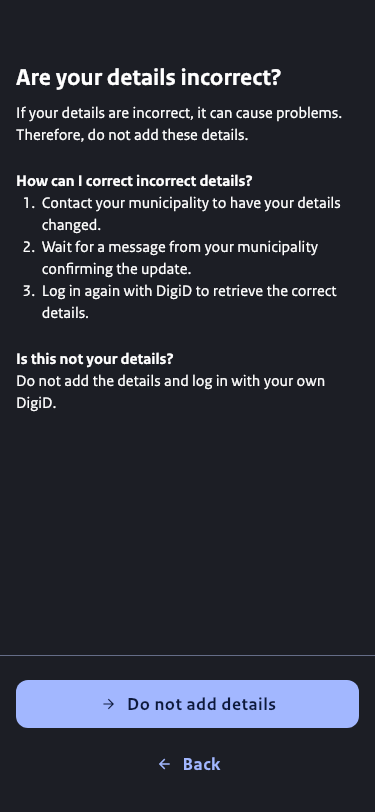 Are your details incorrect?
If your details are incorrect, it can cause problems.
Therefore, do not add these details.
How can I correct incorrect details?
1. Contact your municipality to have your details
changed.
2. Wait for a message from your municipality
confirming the update.
3. Log in again with DigiD to retrieve the correct
details.
Is this not your details?
Do not add the details and log in with your own
DigiD.
Do not add details
Back